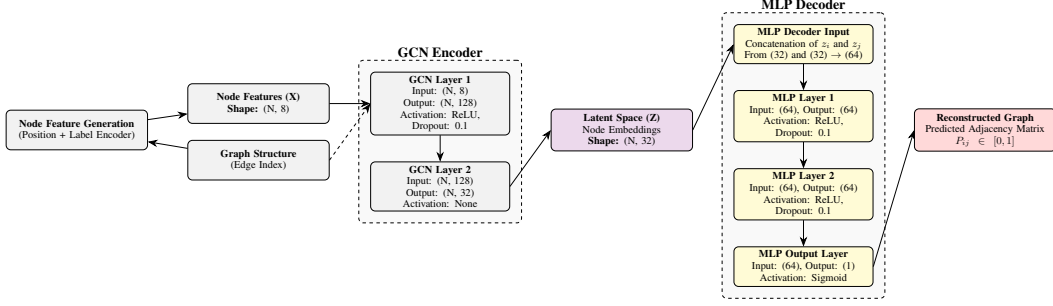 Node Feature Generation
(Position + Label Encoder)
Node Features (X)
Shape: (N, 8)
Graph Structure
(Edge Index)
GCN Encoder
GCN Layer 1
Input: (N, 8)
Output: (N, 128)
Activation: ReLU,
Dropout: 0.1
GCN Layer 2
Input: (N, 128)
Output: (N, 32)
Activation: None
Latent Space (Z)
Node Embeddings
Shape: (N, 32)
MLP Decoder
MLP Decoder Input
Concatenation of z_i and z_j
From (32) and (32) → (64)
MLP Layer 1
Input: (64), Output: (64)
Activation: ReLU,
Dropout: 0.1
MLP Layer 2
Input: (64), Output: (64)
Activation: ReLU,
Dropout: 0.1
MLP Output Layer
Input: (64), Output: (1)
Activation: Sigmoid
Reconstructed Graph
Predicted Adjacency Matrix
P_ij ∈ [0, 1]